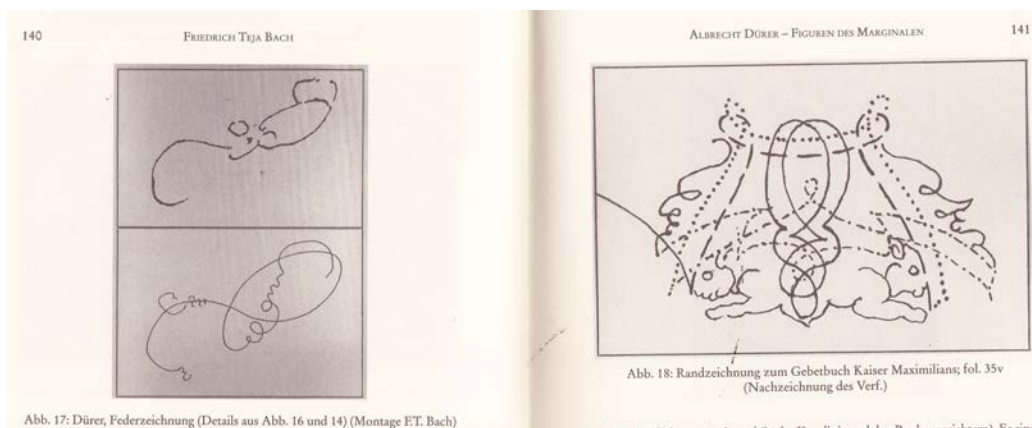 140
FRIEDRICH TEJA BACH
Abb. 17: Dürer, Federzeichnung (Details aus Abb. 16 und 14) (Montage F.T. Bach)
ALBRECHT DÜRER – FIGUREN DES MARGINALEN
141
Abb. 18: Randzeichnung zum Gebetbuch Kaiser Maximilians; fol. 35v
(Nachzeichnung des Verf.)